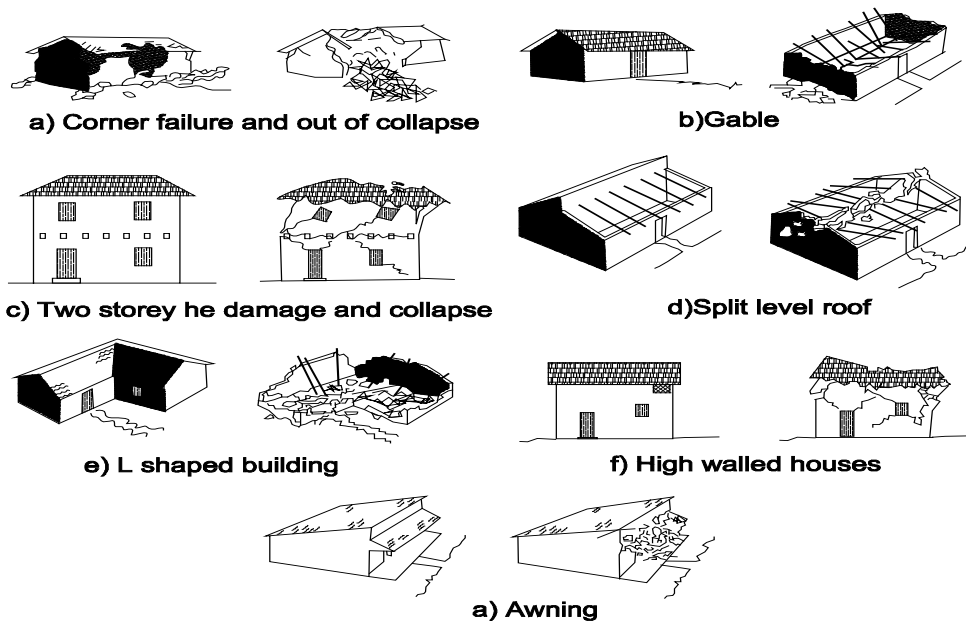 a) Corner failure and out of collapse
b)Gable
c) Two storey he damage and collapse
d)Split level roof
e) L shaped building
f) High walled houses
a) Awning